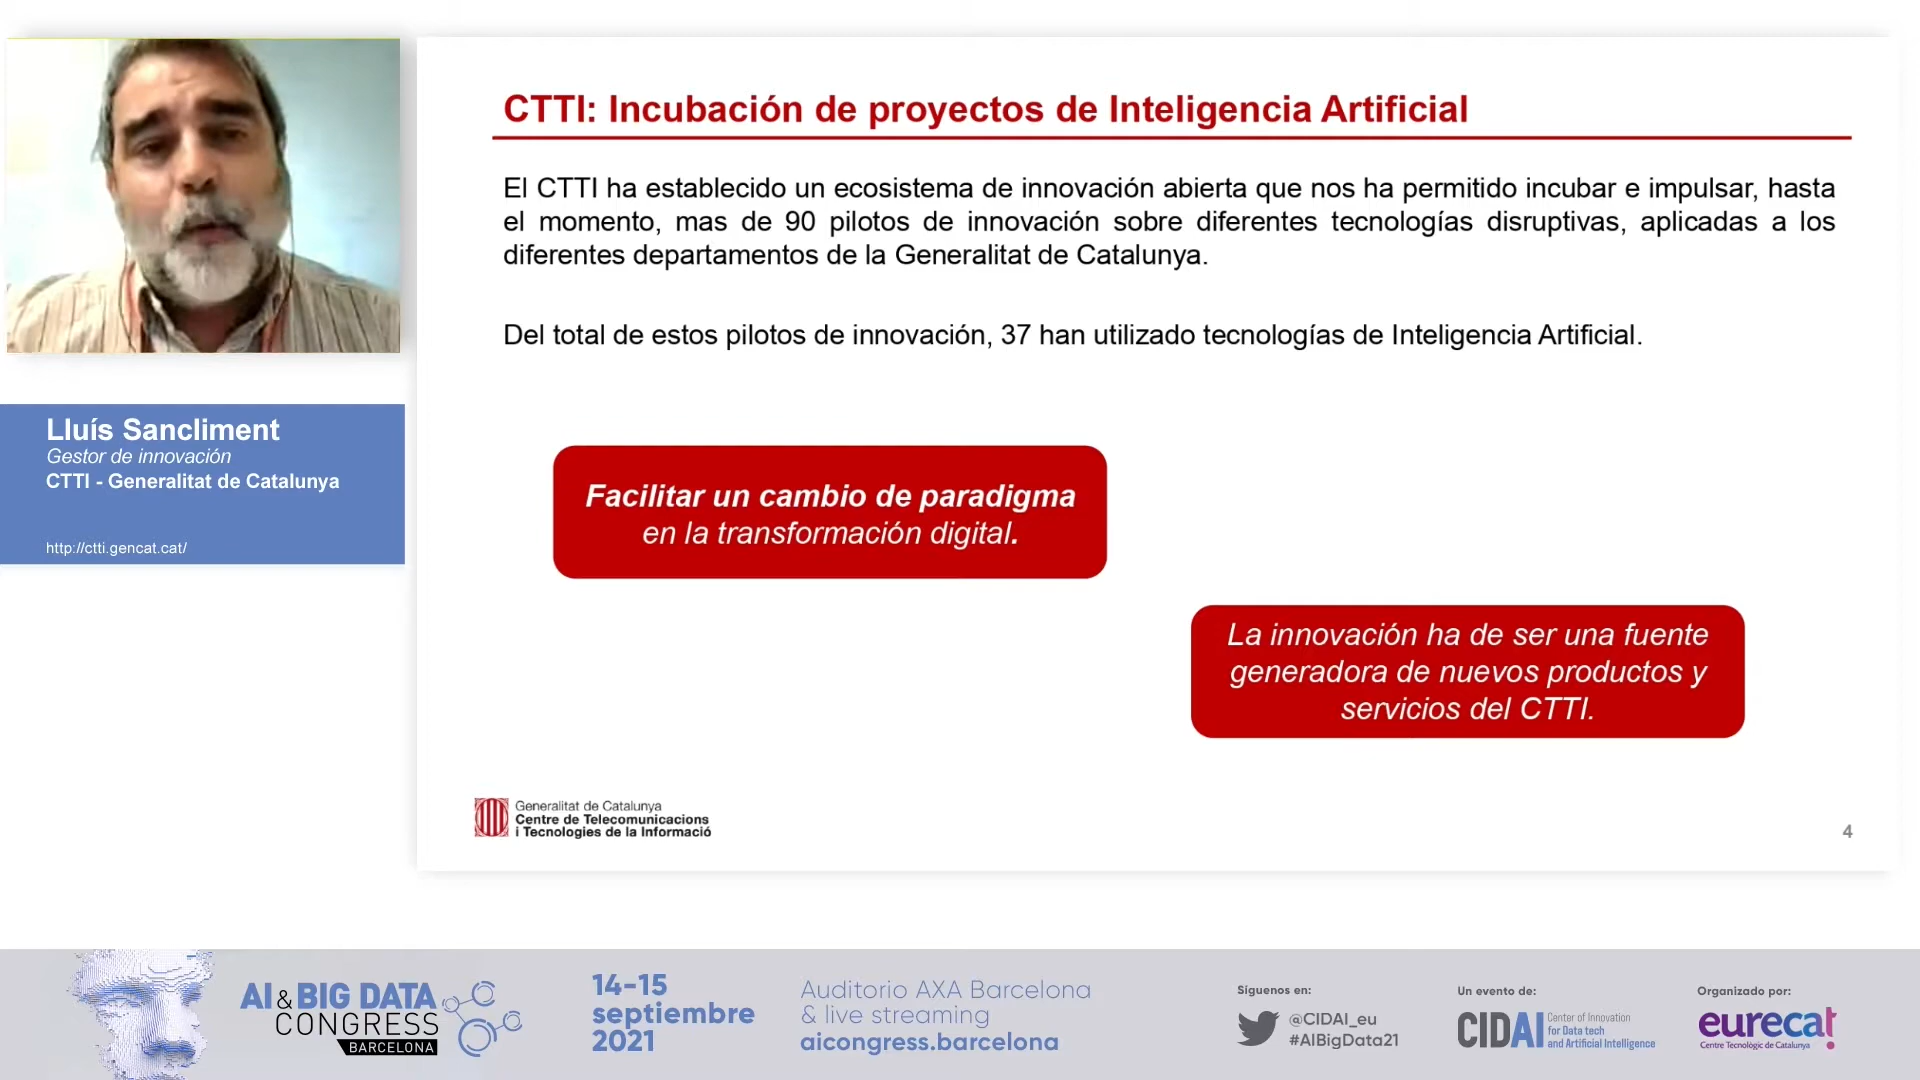 CTTI: Incubación de proyectos de Inteligencia Artificial
El CTTI ha establecido un ecosistema de innovación abierta que nos ha permitido incubar e impulsar, hasta
el momento, mas de 90 pilotos de innovación sobre diferentes tecnologías disruptivas, aplicadas a los
diferentes departamentos de la Generalitat de Catalunya.
Del total de estos pilotos de innovación, 37 han utilizado tecnologías de Inteligencia Artificial.
Lluís Sancliment
Gestor de innovación
CTTI - Generalitat de Catalunya
http://ctti.gencat.cat/
Facilitar un cambio de paradigma
en la transformación digital.
La innovación ha de ser una fuente
generadora de nuevos productos y
servicios del CTTI.
Generalitat de Catalunya
Centre de Telecomunicacions
i Tecnologies de la Informació
4
AI & BIG DATA
CONGRESS
BARCELONA
14-15
septiembre
2021
Auditorio AXA Barcelona
& live streaming
aicongress.barcelona
Síguenos en:
@CIDAI_eu
#AIBigData21
Un evento de:
CIDAI
Center of Innovation
for Data tech
and Artificial Intelligence
Organizado por:
eurecat
Centre Tecnològic de Catalunya